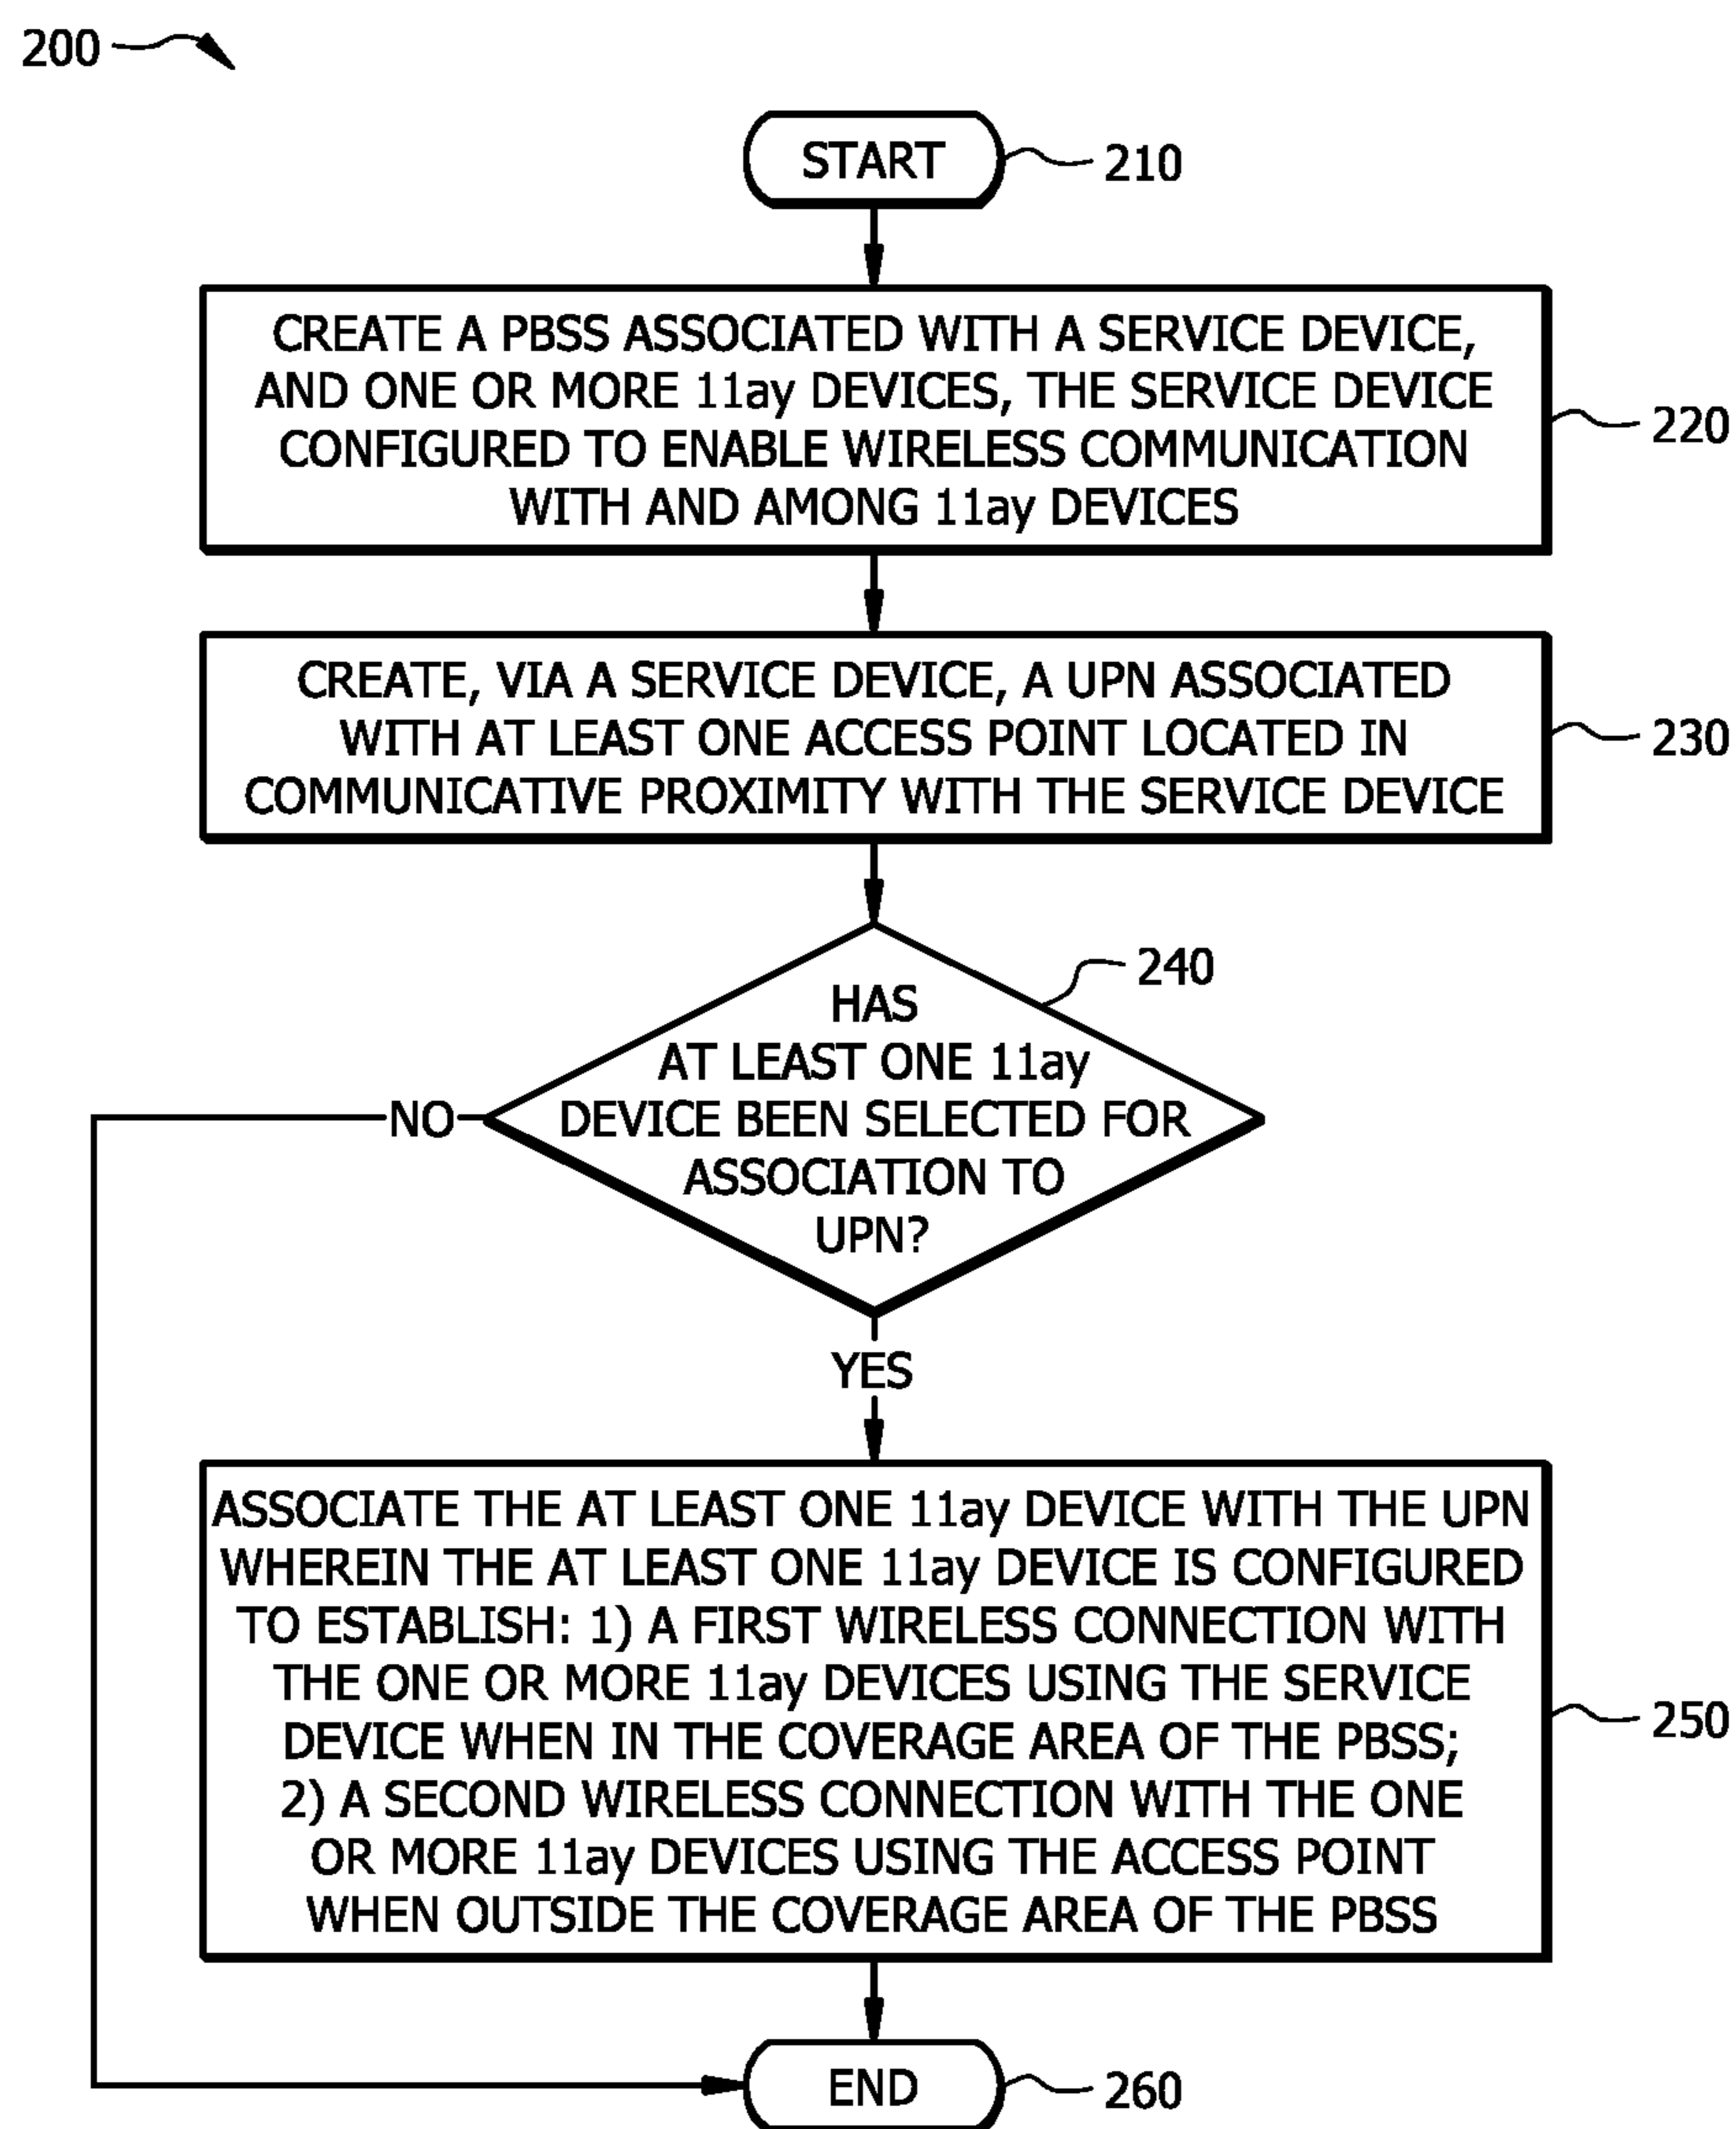 200
START
210
CREATE A PBSS ASSOCIATED WITH A SERVICE DEVICE,
AND ONE OR MORE 11ay DEVICES, THE SERVICE DEVICE
CONFIGURED TO ENABLE WIRELESS COMMUNICATION
WITH AND AMONG 11ay DEVICES
220
CREATE, VIA A SERVICE DEVICE, A UPN ASSOCIATED
WITH AT LEAST ONE ACCESS POINT LOCATED IN
COMMUNICATIVE PROXIMITY WITH THE SERVICE DEVICE
230
240
HAS
AT LEAST ONE 11ay
DEVICE BEEN SELECTED FOR
ASSOCIATION TO
UPN?
NO
YES
ASSOCIATE THE AT LEAST ONE 11ay DEVICE WITH THE UPN
WHEREIN THE AT LEAST ONE 11ay DEVICE IS CONFIGURED
TO ESTABLISH: 1) A FIRST WIRELESS CONNECTION WITH
THE ONE OR MORE 11ay DEVICES USING THE SERVICE
DEVICE WHEN IN THE COVERAGE AREA OF THE PBSS;
2) A SECOND WIRELESS CONNECTION WITH THE ONE
OR MORE 11ay DEVICES USING THE ACCESS POINT
WHEN OUTSIDE THE COVERAGE AREA OF THE PBSS
250
END
260